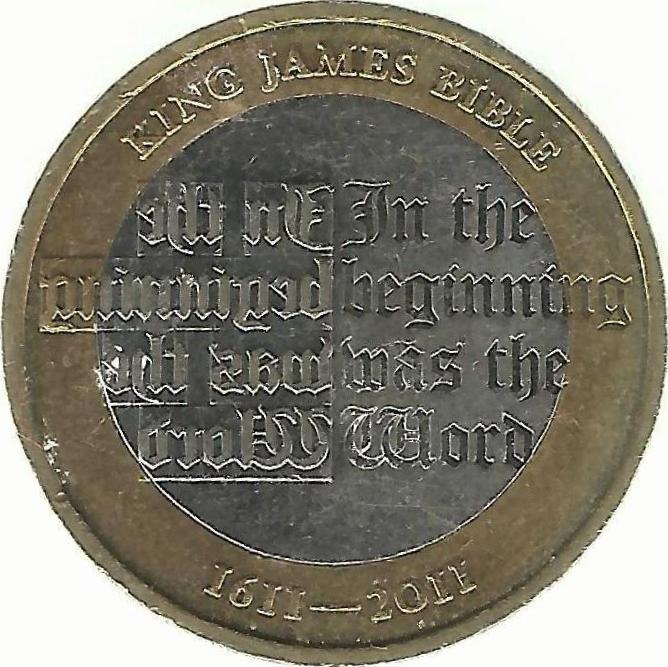 KING JAMES BIBLE
In the
beginning
was the
Word
1611—2011